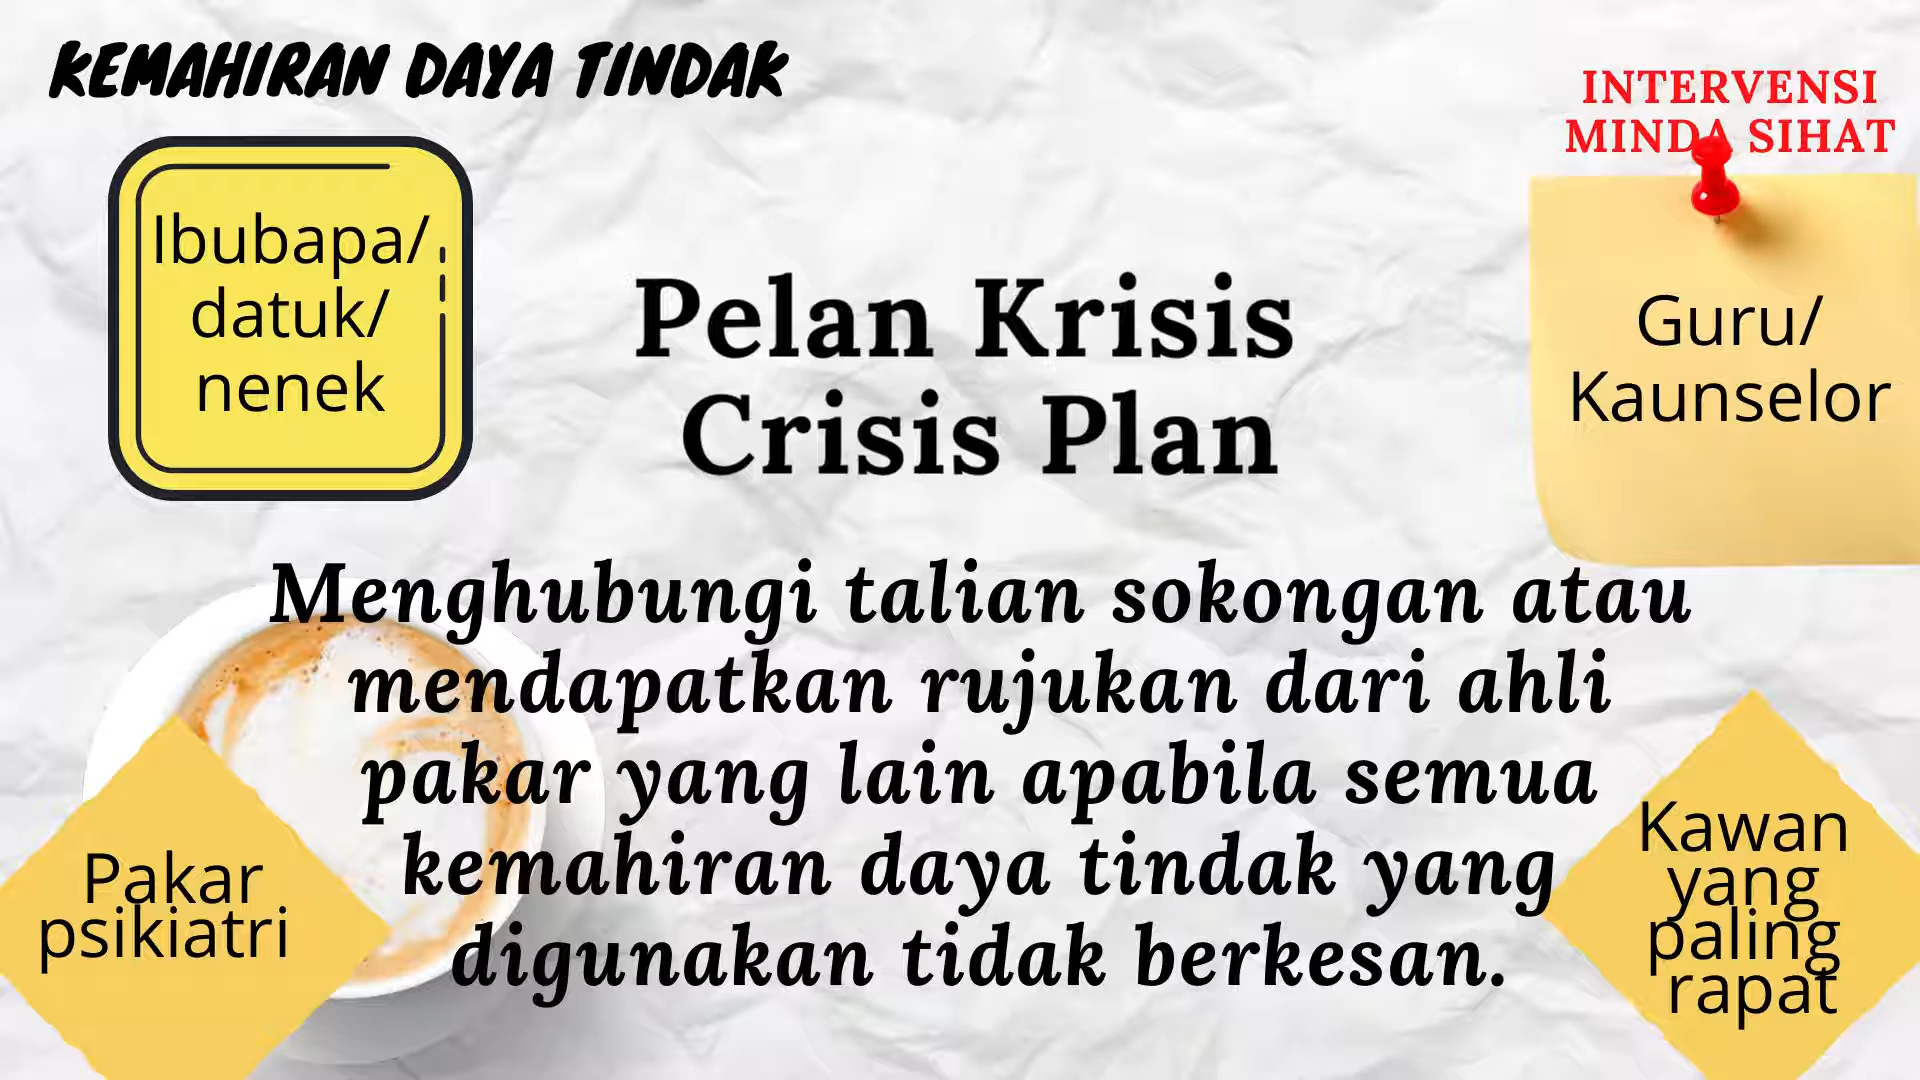 KEMAHIRAN DAYA TINDAK
INTERVENSI
MINDA SIHAT
Ibubapa/
datuk/
nenek
Pelan Krisis
Crisis Plan
Guru/
Kaunselor
Menghubungi talian sokongan atau
mendapatkan rujukan dari ahli
pakar yang lain apabila semua
kemahiran daya tindak yang
digunakan tidak berkesan.
Pakar
psikiatri
Kawan
yang
paling
rapat